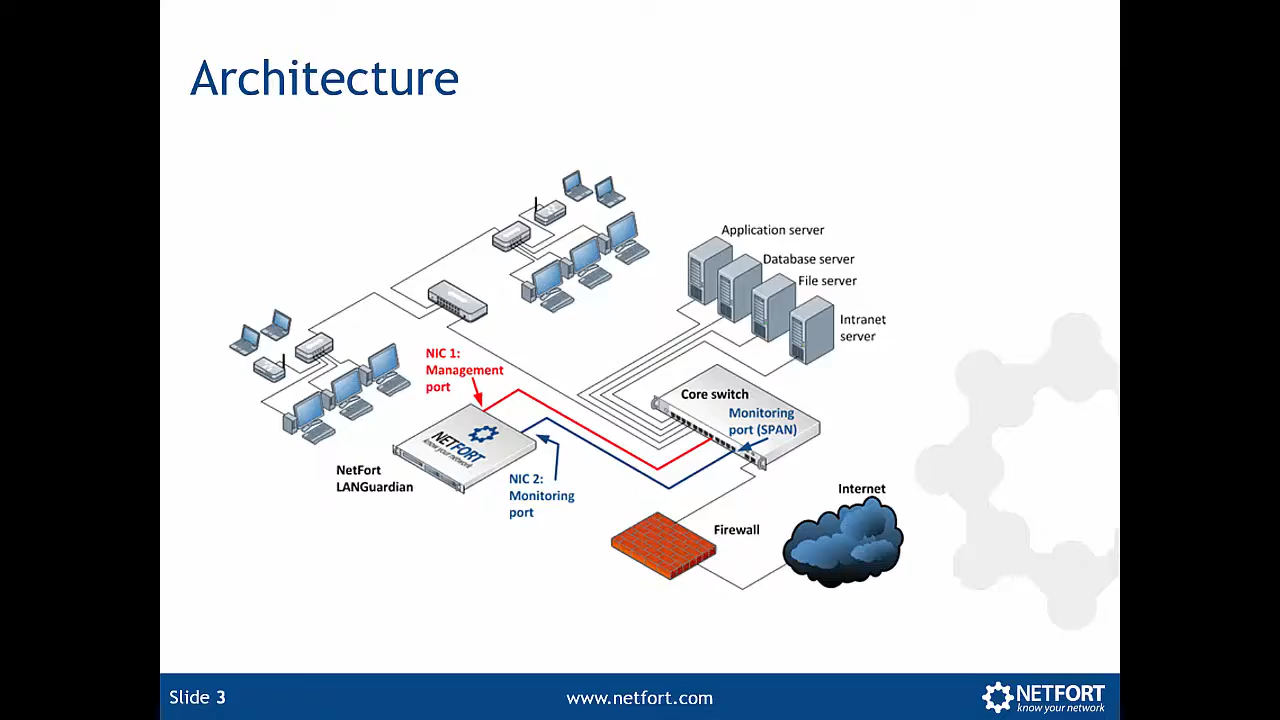 Architecture
Application server
Database server
File server
Intranet
server
NIC 1:
Management
port
Core switch
Monitoring
port (SPAN)
NETFORT
know your network
NetFort
LANGuardian
NIC 2:
Monitoring
port
Internet
Firewall
Slide 3
www.netfort.com
NETFORT
know your network